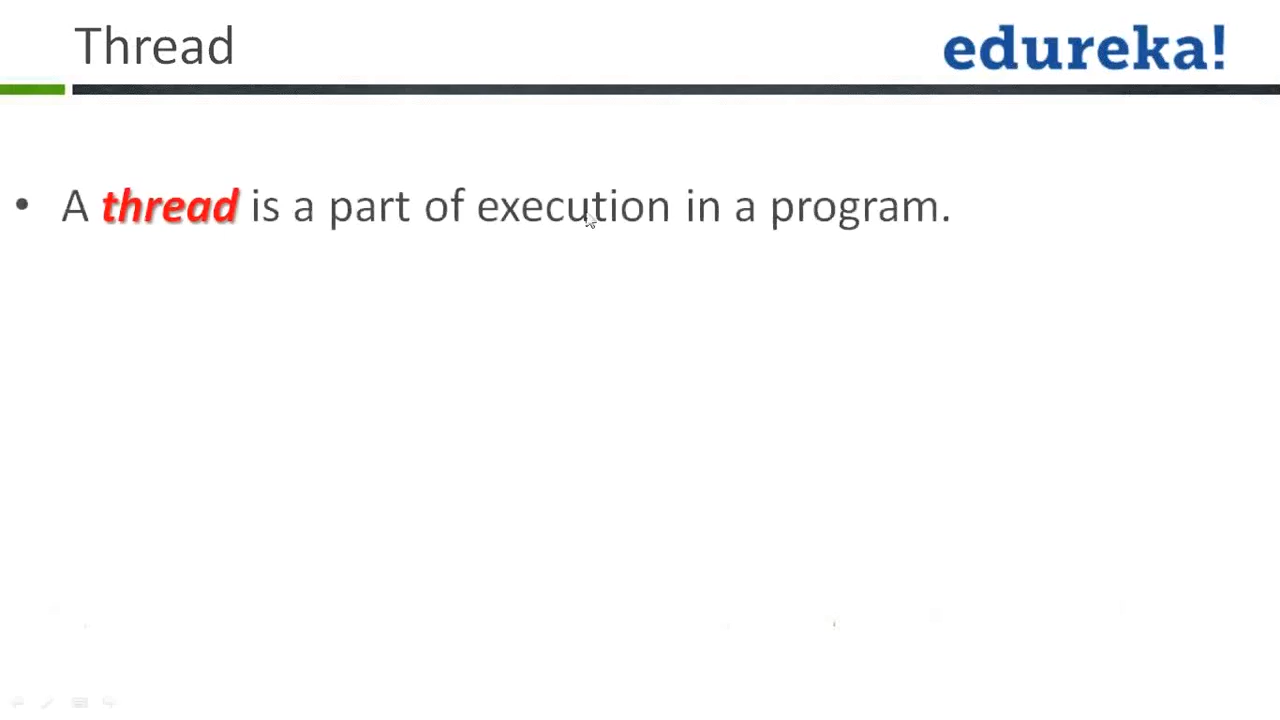 Thread
edureka!
• A thread is a part of execution in a program.